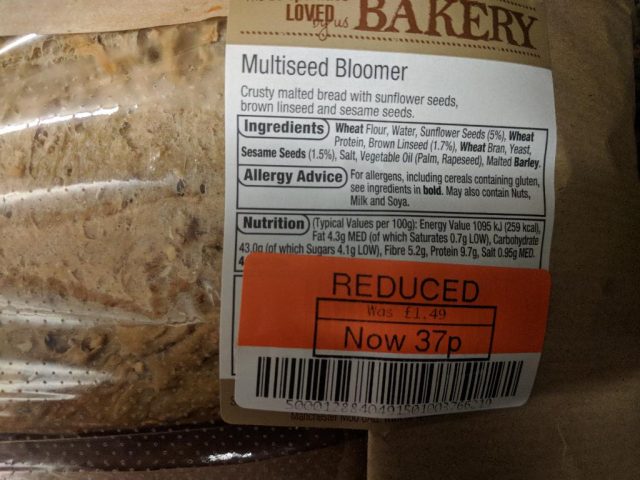 LOVED by us
BAKERY
Multiseed Bloomer
Crusty malted bread with sunflower seeds,
brown linseed and sesame seeds.
Ingredients Wheat Flour, Water, Sunflower Seeds (5%), Wheat
Protein, Brown Linseed (1.7%), Wheat Bran, Yeast,
Sesame Seeds (1.5%), Salt, Vegetable Oil (Palm, Rapeseed), Malted Barley.
Allergy Advice For allergens, including cereals containing gluten,
see ingredients in bold. May also contain Nuts,
Milk and Soya.
Nutrition (Typical Values per 100g): Energy Value 1095 kJ (259 kcal),
Fat 4.3g MED (of which Saturates 0.7g LOW), Carbohydrate
43.0g (of which Sugars 4.1g LOW), Fibre 5.2g, Protein 9.7g, Salt 0.95g MED.
REDUCED
Was £1.49
Now 37p
Manchester